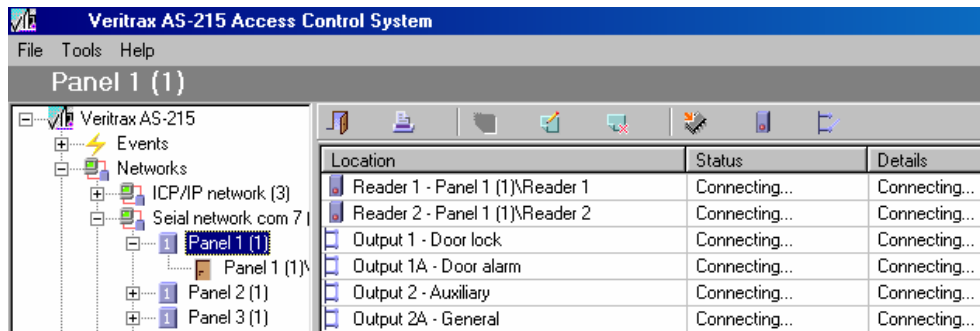 Veritrax AS-215 Access Control System
File Tools Help
Panel 1 (1)
Veritrax AS-215
Events
Networks
ICP/IP network (3)
Seial network com 7 (
Panel 1 (1)
Panel 1 (1)\
Panel 2 (1)
Panel 3 (1)
Location Status Details
Reader 1 - Panel 1 (1)\Reader 1 Connecting... Connecting...
Reader 2 - Panel 1 (1)\Reader 2 Connecting... Connecting...
Output 1 - Door lock Connecting... Connecting...
Output 1A - Door alarm Connecting... Connecting...
Output 2 - Auxiliary Connecting... Connecting...
Output 2A - General Connecting... Connecting...